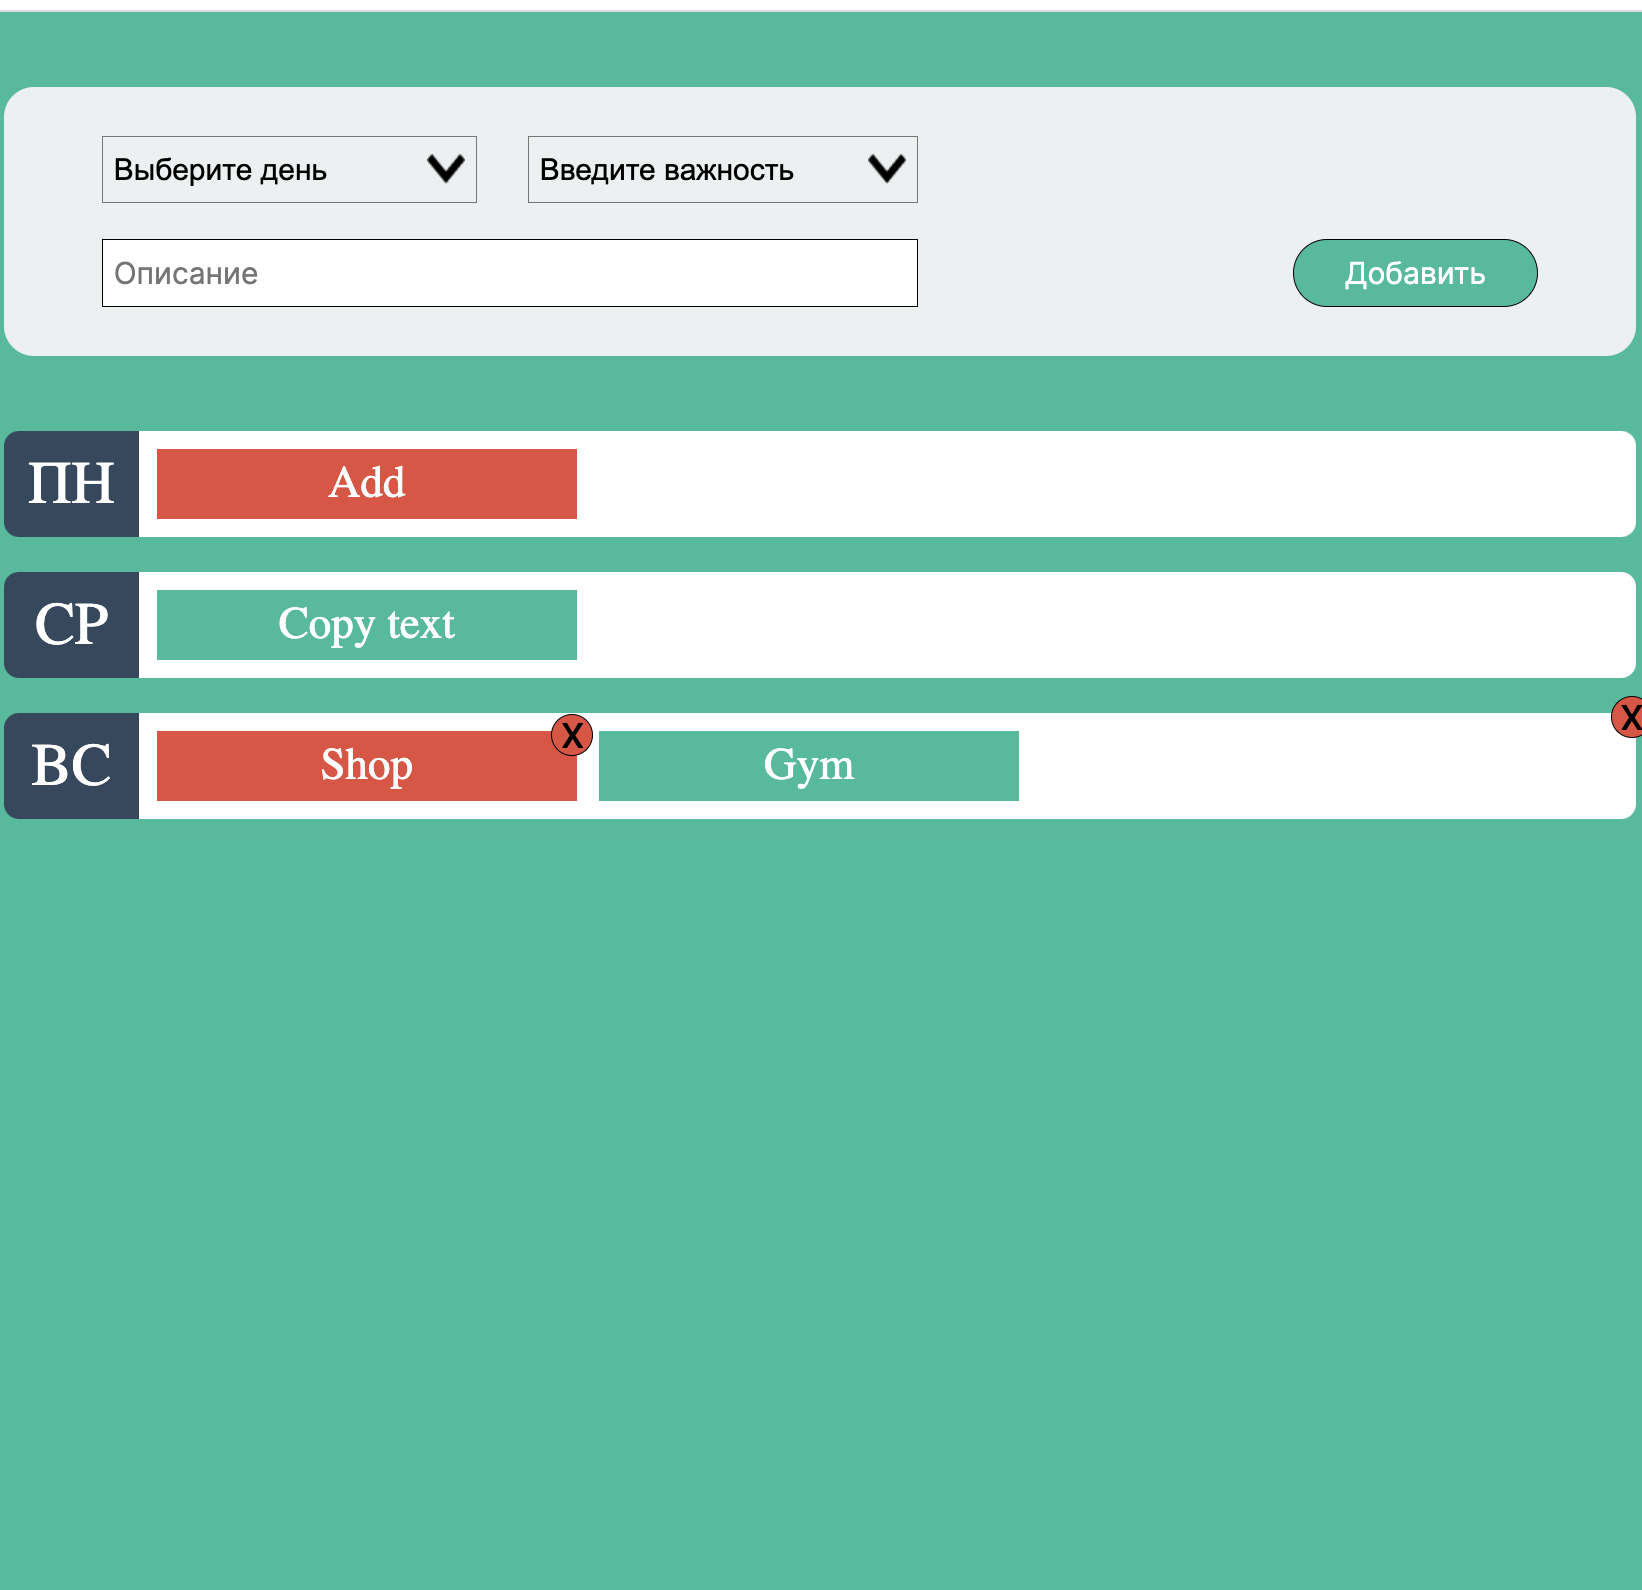 Выберите день Введите важность
Описание Добавить
ПН Add
СР Copy text
ВС Shop X Gym X